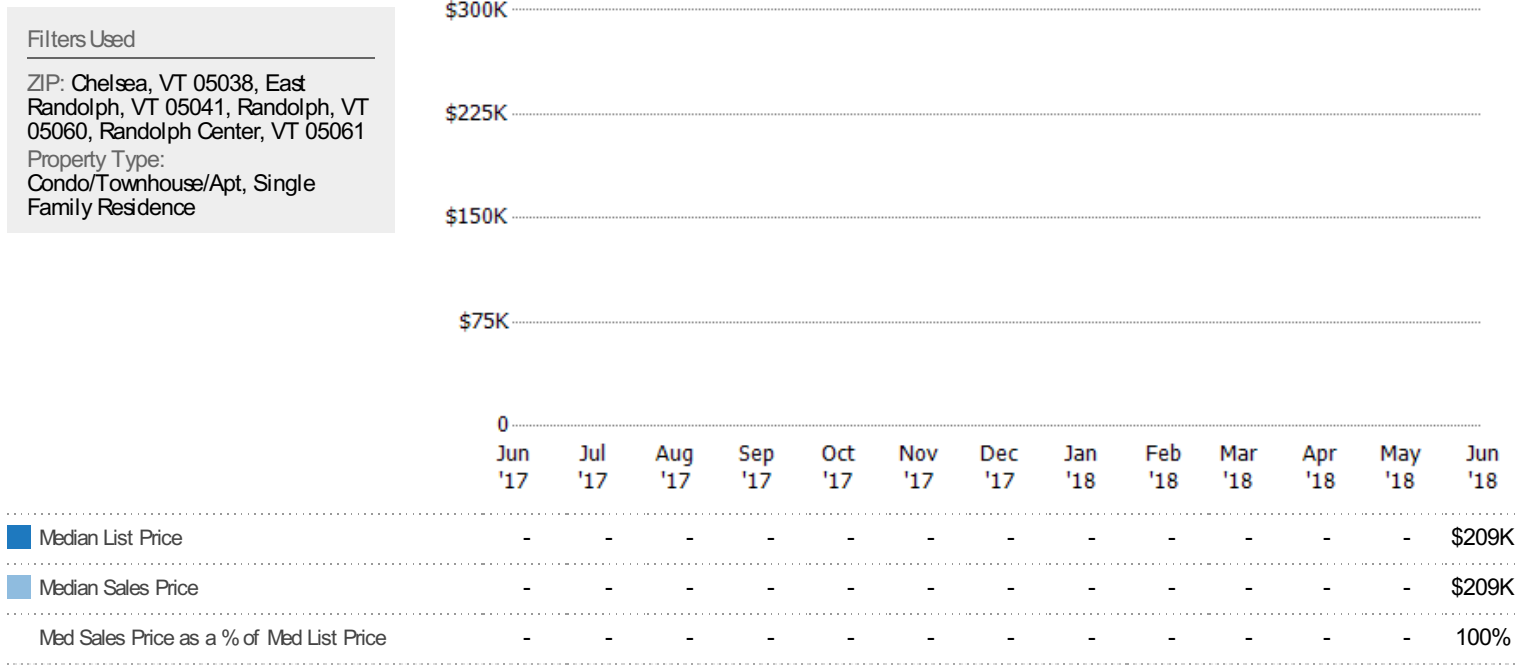 Filters Used
ZIP: Chelsea, VT 05038, East
Randolph, VT 05041, Randolph, VT
05060, Randolph Center, VT 05061
Property Type:
Condo/Townhouse/Apt, Single
Family Residence
$300K
$225K
$150K
$75K
0
Jun Jul Aug Sep Oct Nov Dec Jan Feb Mar Apr May Jun
'17 '17 '17 '17 '17 '17 '17 '18 '18 '18 '18 '18 '18
Median List Price - - - - - - - - - - - - $209K
Median Sales Price - - - - - - - - - - - - $209K
Med Sales Price as a % of Med List Price - - - - - - - - - - - - 100%